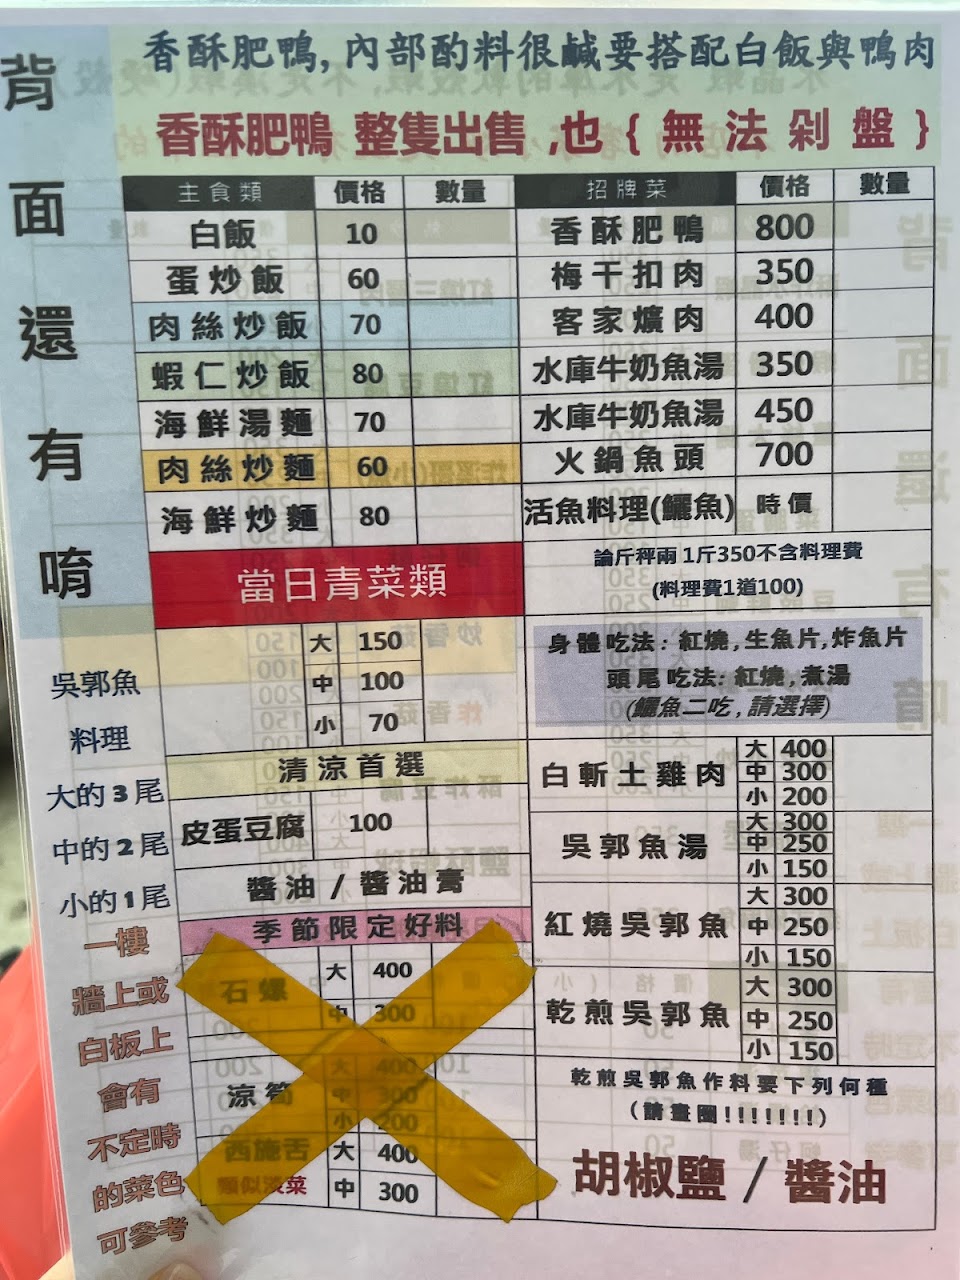 香酥肥鴨,內部酌料很鹹要搭配白飯與鴨肉
香酥肥鴨 整隻出售,也{無法剁盤}
背面還有唷
主食類 價格 數量
白飯 10
蛋炒飯 60
肉絲炒飯 70
蝦仁炒飯 80
海鮮湯麵 70
肉絲炒麵 60
海鮮炒麵 80
當日青菜類
大 150
中 100
小 70
清涼首選
皮蛋豆腐 100
醬油 / 醬油膏
季節限定好料
石螺
大 400
中 300
涼筍
大 400
中 300
小 200
西施舌
類似淡菜
大 400
中 300
招牌菜 價格 數量
香酥肥鴨 800
梅干扣肉 350
客家爌肉 400
水庫牛奶魚湯 350
水庫牛奶魚湯 450
火鍋魚頭 700
活魚料理(鱺魚) 時價
論斤秤兩 1斤350不含料理費
(料理費1道100)
身體吃法: 紅燒,生魚片,炸魚片
頭尾吃法: 紅燒,煮湯
(鱺魚二吃,請選擇)
白斬土雞肉
大 400
中 300
小 200
吳郭魚湯
大 300
中 250
小 150
紅燒吳郭魚
大 300
中 250
小 150
乾煎吳郭魚
大 300
中 250
小 150
乾煎吳郭魚作料要下列何種
(請畫圈!!!!!!!)
胡椒鹽 / 醬油
吳郭魚
料理
大的 3 尾
中的 2 尾
小的 1 尾
一樓
牆上或
白板上
會有
不定時
的菜色
可參考